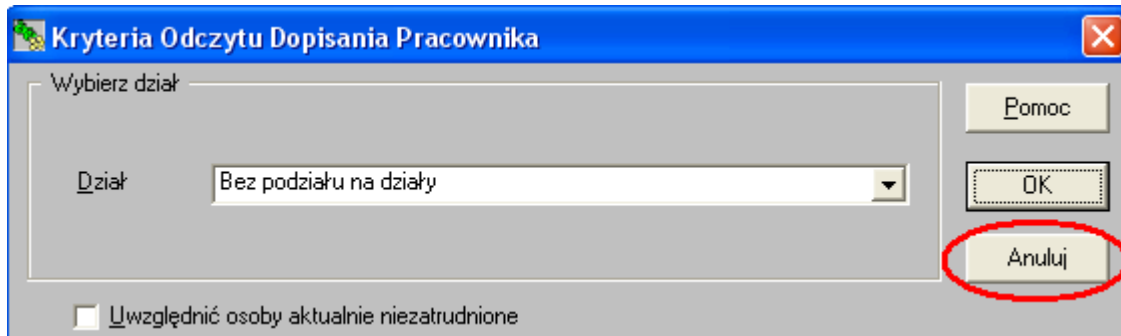 Kryteria Odczytu Dopisania Pracownika
Wybierz dział
Pomoc
Dział
Bez podziału na działy
OK
Anuluj
Uwzględnić osoby aktualnie niezatrudnione